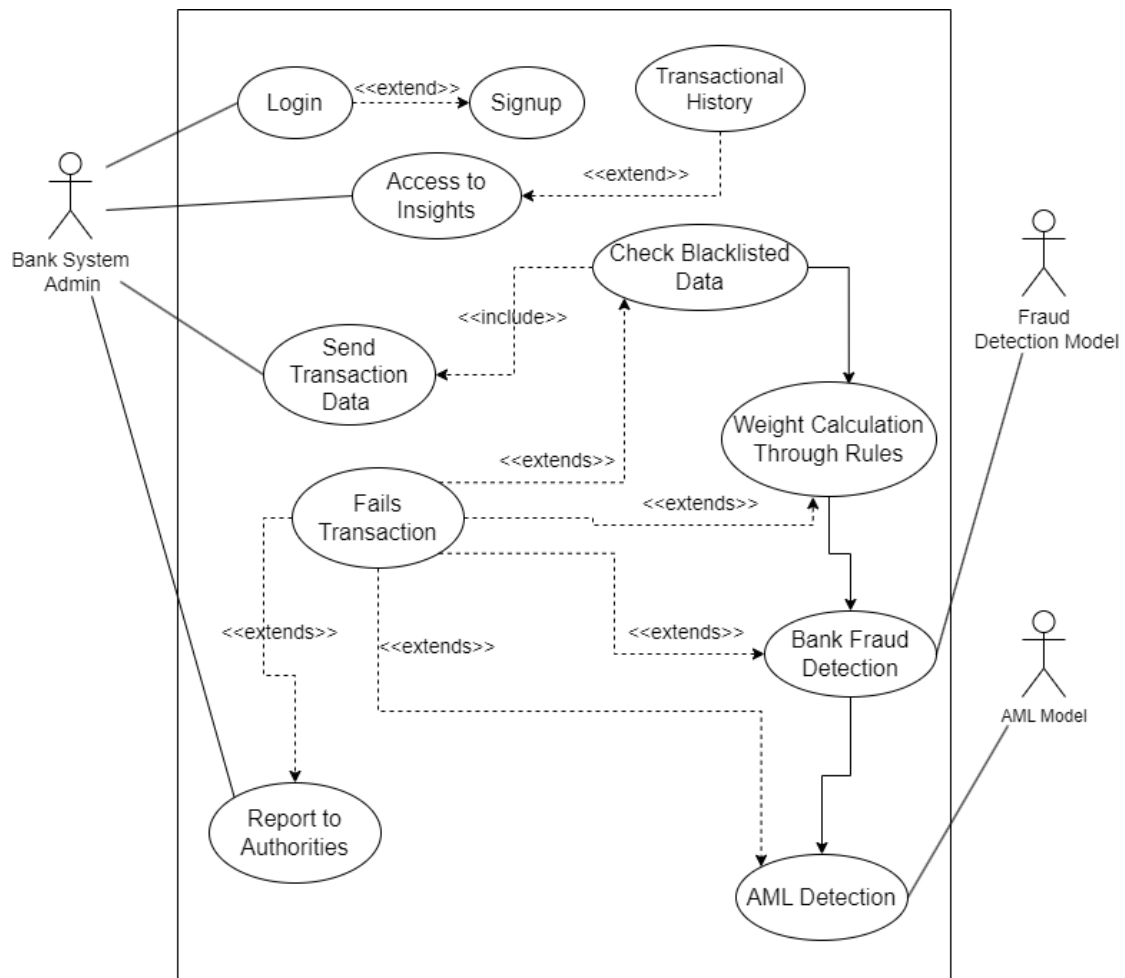 Login
<<extend>>
Signup
Transactional
History
Access to
Insights
<<extend>>
Bank System
Admin
Check Blacklisted
Data
Fraud
Detection Model
<<include>>
Send
Transaction
Data
Weight Calculation
Through Rules
<<extends>>
Fails
Transaction
<<extends>>
<<extends>>
<<extends>>
<<extends>>
Bank Fraud
Detection
AML Model
Report to
Authorities
AML Detection